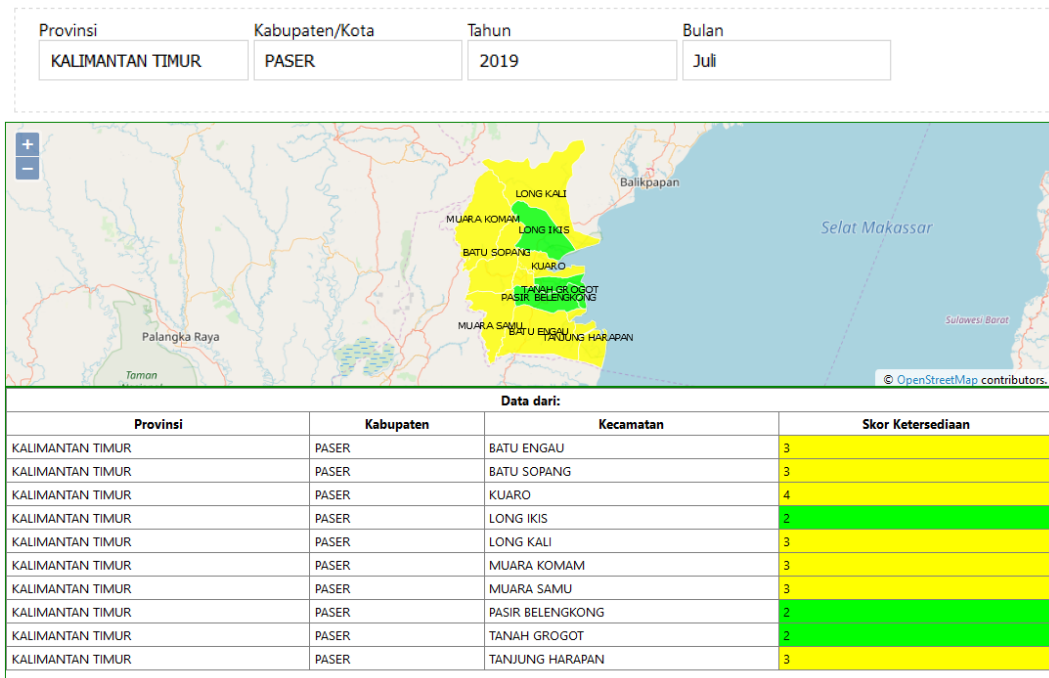 Provinsi Kabupaten/Kota Tahun Bulan
KALIMANTAN TIMUR PASER 2019 Juli
+
−
LONG KALI
Balikpapan
MUARA KOMAM
LONG IKIS
Selat Makassar
BATU SOPANG
KUARO
TANAH GROGOT
PASIR BELENGKONG
Sulawesi Barat
MUARA SAMU
BATU ENGAU
TANJUNG HARAPAN
Palangka Raya
Taman
© OpenStreetMap contributors.
Data dari:
Provinsi Kabupaten Kecamatan Skor Ketersediaan
KALIMANTAN TIMUR PASER BATU ENGAU 3
KALIMANTAN TIMUR PASER BATU SOPANG 3
KALIMANTAN TIMUR PASER KUARO 4
KALIMANTAN TIMUR PASER LONG IKIS 2
KALIMANTAN TIMUR PASER LONG KALI 3
KALIMANTAN TIMUR PASER MUARA KOMAM 3
KALIMANTAN TIMUR PASER MUARA SAMU 3
KALIMANTAN TIMUR PASER PASIR BELENGKONG 2
KALIMANTAN TIMUR PASER TANAH GROGOT 2
KALIMANTAN TIMUR PASER TANJUNG HARAPAN 3